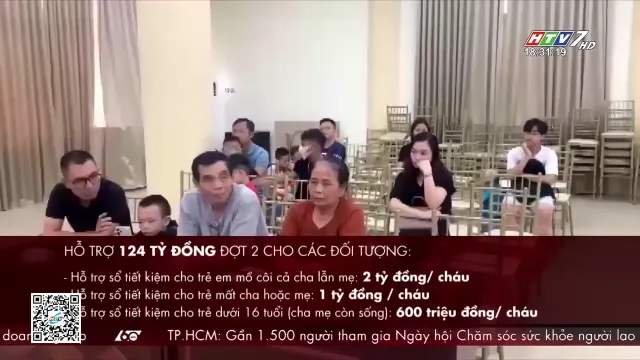 HTV7 HD
18:31:19
HỖ TRỢ 124 TỶ ĐỒNG ĐỢT 2 CHO CÁC ĐỐI TƯỢNG:
- Hỗ trợ sổ tiết kiệm cho trẻ em mồ côi cả cha lẫn mẹ: 2 tỷ đồng/ cháu
Hỗ trợ sổ tiết kiệm cho trẻ mất cha hoặc mẹ: 1 tỷ đồng / cháu
Hỗ trợ sổ tiết kiệm cho trẻ dưới 16 tuổi (cha mẹ còn sống): 600 triệu đồng/ cháu
doan 60 TP.HCM: Gần 1.500 người tham gia Ngày hội Chăm sóc sức khỏe người lao